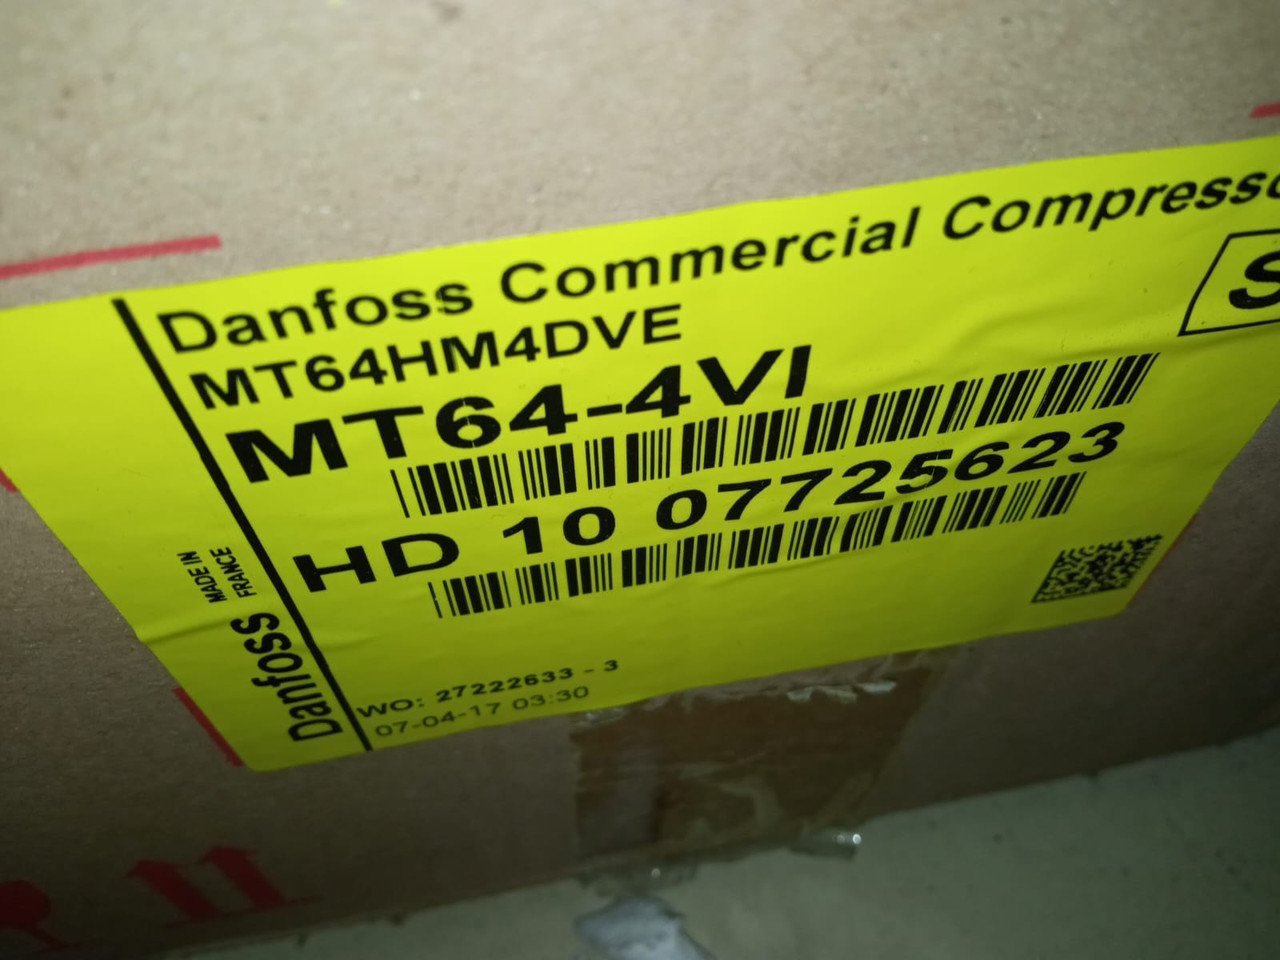 Danfoss Commercial Compresso
MT64HM4DVE
MT64-4VI
HD 10 07725623
S
MADE IN
FRANCE
Danfoss
WO: 27222633 - 3
07-04-17 03:30